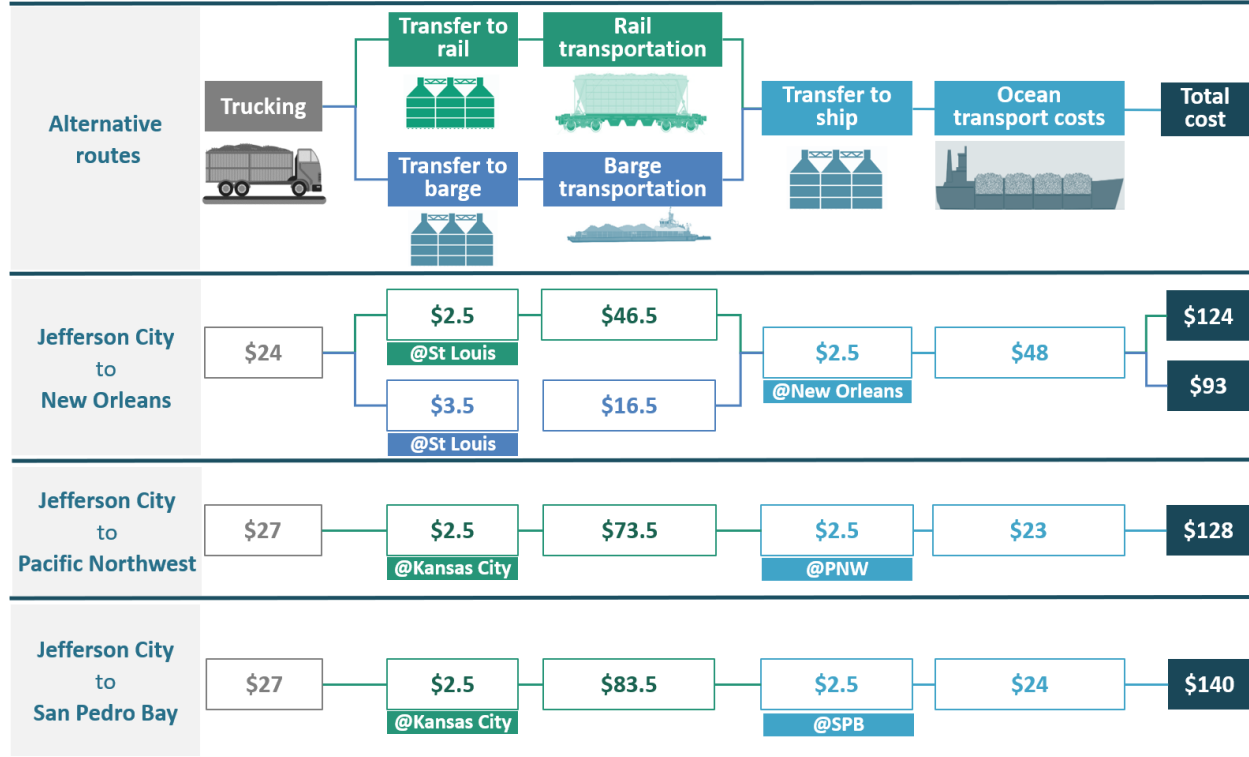 Alternative
routes
Trucking
Transfer to
rail
Rail
transportation
Transfer to
barge
Barge
transportation
Transfer to
ship
Ocean
transport costs
Total
cost
Jefferson City
to
New Orleans
$24
$2.5
@St Louis
$46.5
$3.5
@St Louis
$16.5
$2.5
@New Orleans
$48
$124
$93
Jefferson City
to
Pacific Northwest
$27
$2.5
@Kansas City
$73.5
$2.5
@PNW
$23
$128
Jefferson City
to
San Pedro Bay
$27
$2.5
@Kansas City
$83.5
$2.5
@SPB
$24
$140